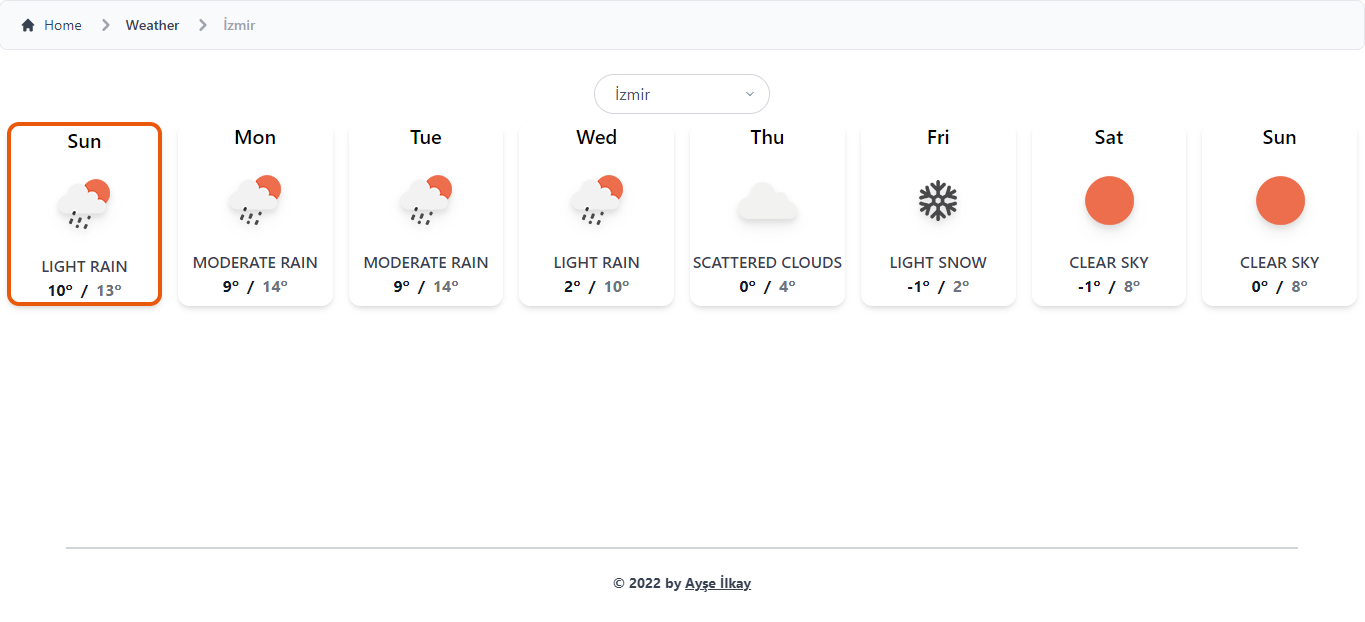 Home Weather İzmir
İzmir
Sun Mon Tue Wed Thu Fri Sat Sun
LIGHT RAIN MODERATE RAIN MODERATE RAIN LIGHT RAIN SCATTERED CLOUDS LIGHT SNOW CLEAR SKY CLEAR SKY
10° / 13° 9° / 14° 9° / 14° 2° / 10° 0° / 4° -1° / 2° -1° / 8° 0° / 8°
© 2022 by Ayşe İlkay